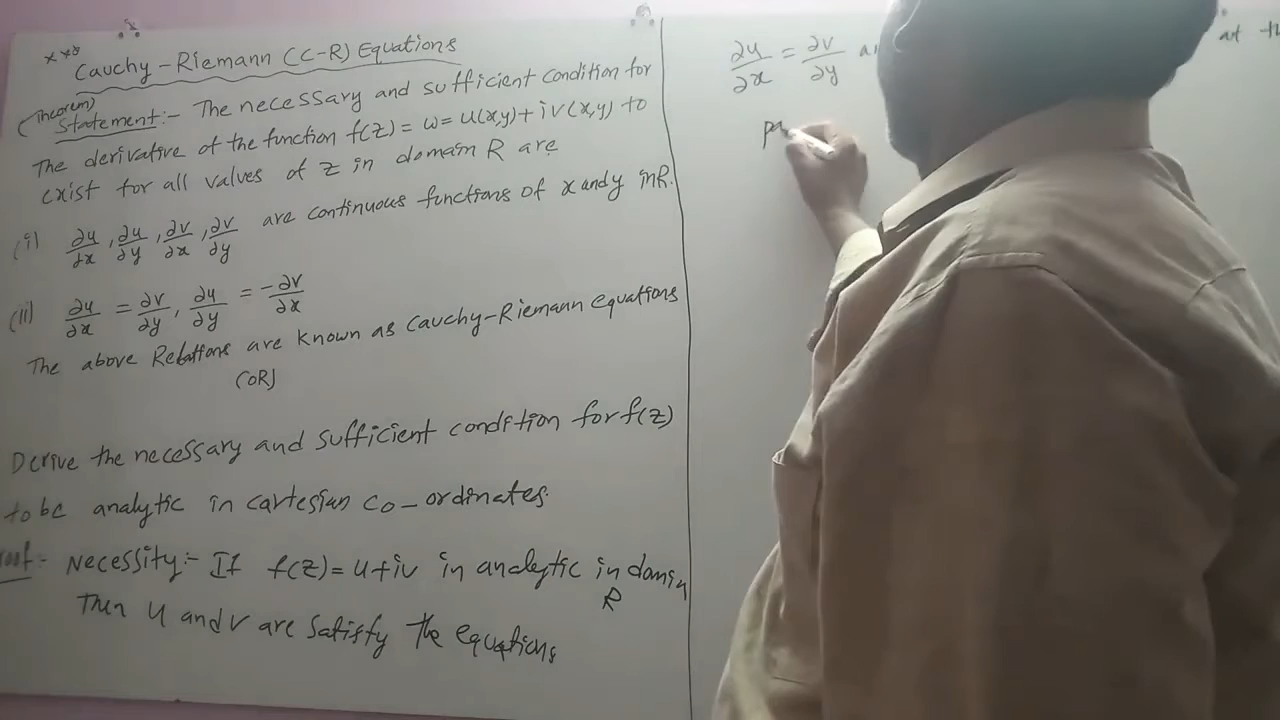 Cauchy-Riemann (C-R) Equations
(Theorem)
Statement:- The necessary and sufficient condition for
The derivative of the function f(z) = w = u(x,y) + i v(x,y) to
exist for all values of z in domain R are
(i) ∂u/∂x, ∂u/∂y, ∂v/∂x, ∂v/∂y are continuous functions of x and y in R.
(ii) ∂u/∂x = ∂v/∂y, ∂u/∂y = -∂v/∂x
The above Relations are known as Cauchy-Riemann equations
(OR)
Derive the necessary and sufficient condition for f(z)
to be analytic in cartesian co-ordinates.
Necessity:- If f(z) = u+iv in analytic in domin
R
Then u and v are satisfy the equations
∂u/∂x = ∂v/∂y
at